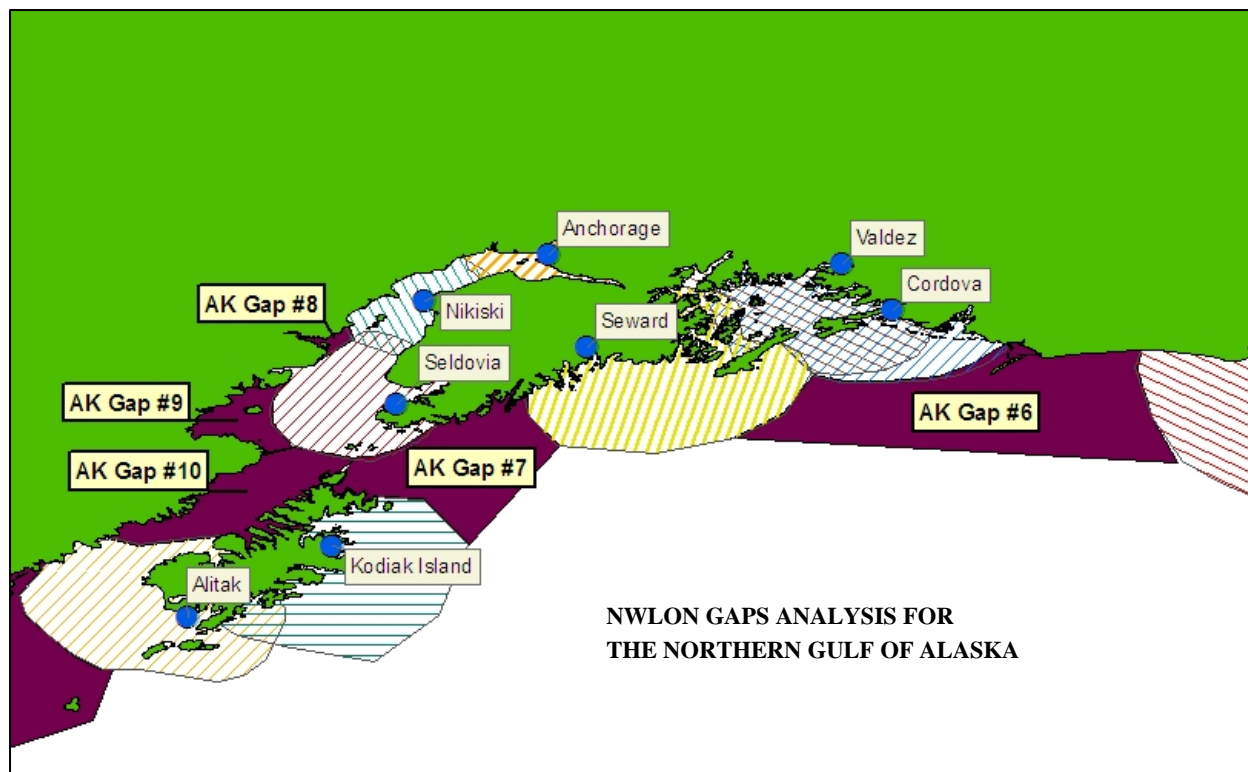 Anchorage
Valdez
AK Gap #8
Nikiski
Cordova
Seward
Seldovia
AK Gap #9
AK Gap #6
AK Gap #10
AK Gap #7
Kodiak Island
Alitak
NWLON GAPS ANALYSIS FOR
THE NORTHERN GULF OF ALASKA